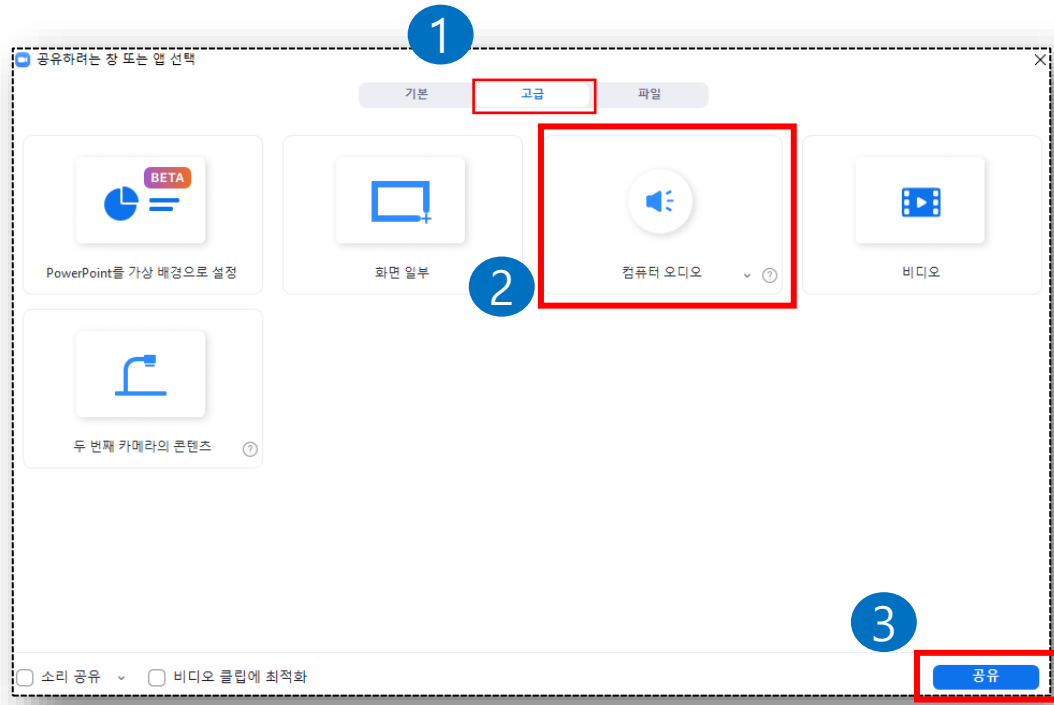 1
공유하려는 창 또는 앱 선택
기본 고급 파일
BETA
PowerPoint를 가상 배경으로 설정
화면 일부
2
컴퓨터 오디오
비디오
두 번째 카메라의 콘텐츠
3
소리 공유
비디오 클립에 최적화
공유